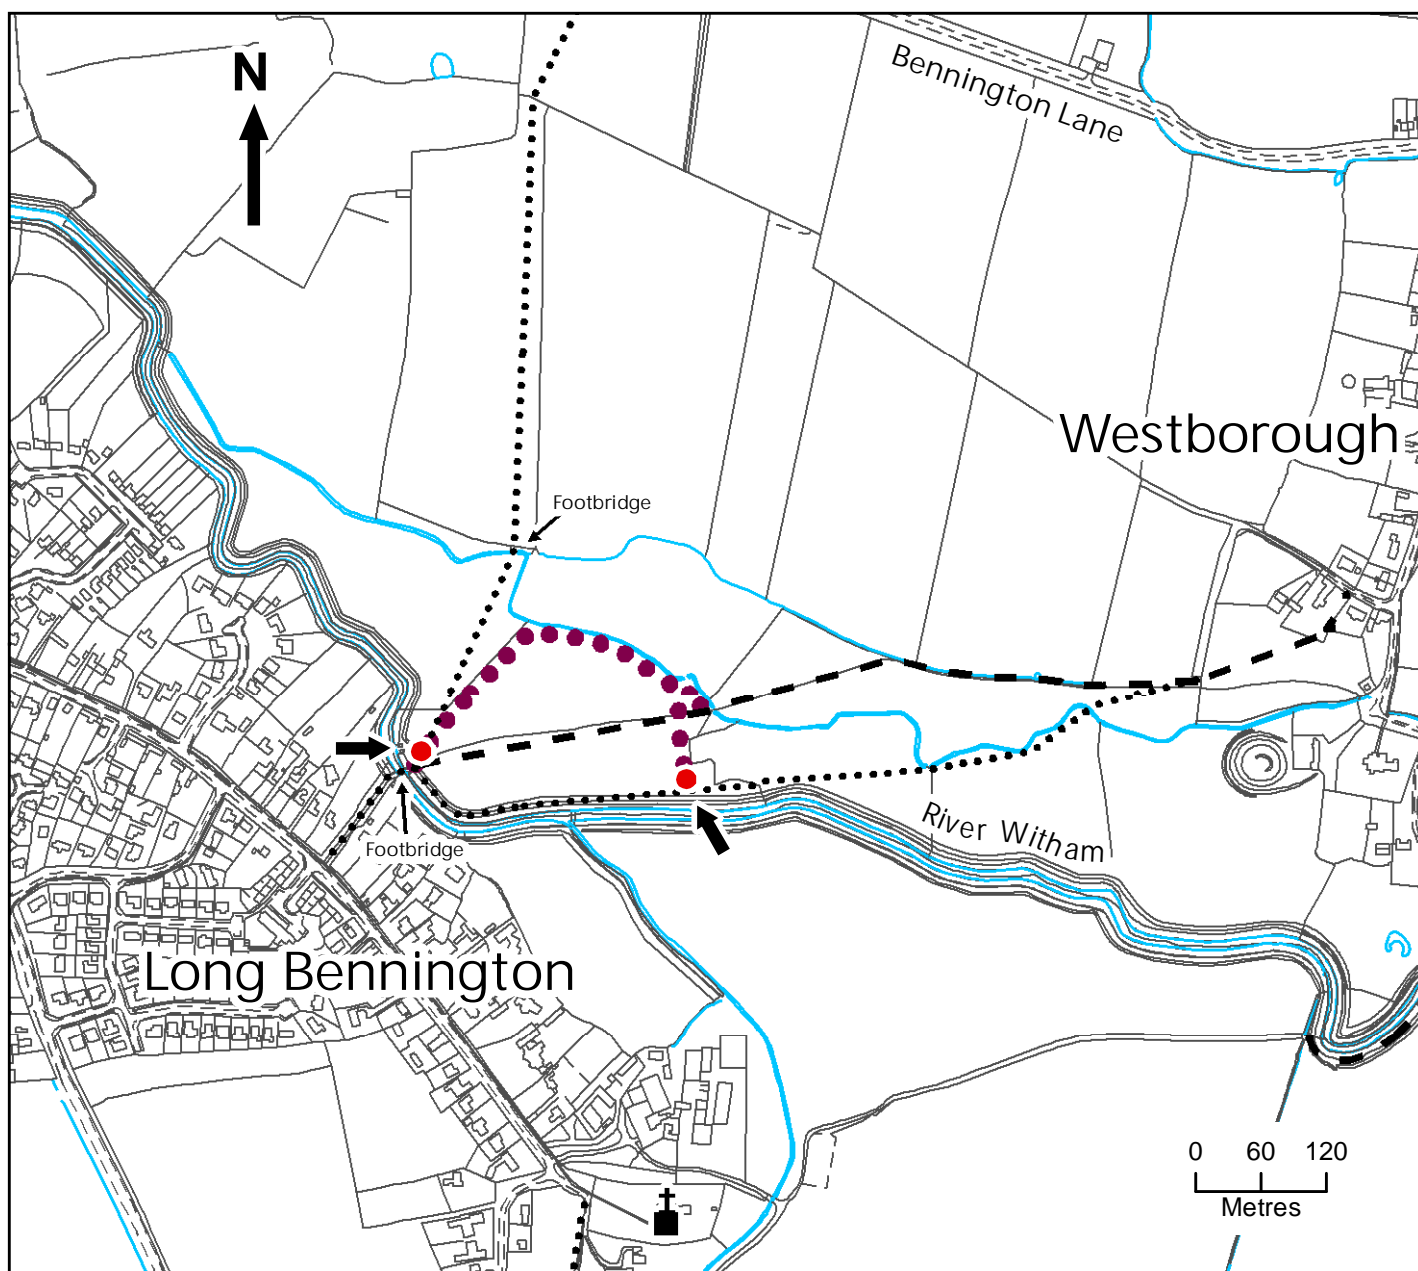 N
Bennington Lane
Westborough
Footbridge
River Witham
Footbridge
Long Bennington
0 60 120
Metres